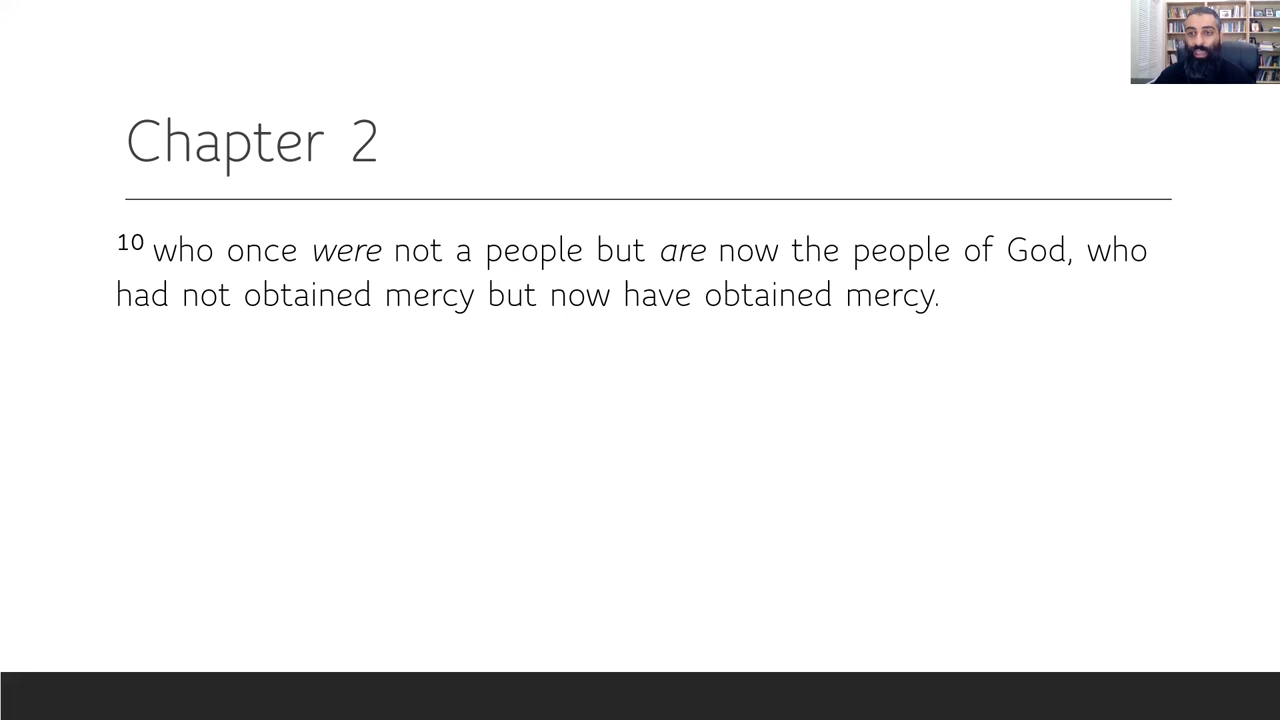 Chapter 2
10 who once were not a people but are now the people of God, who
had not obtained mercy but now have obtained mercy.